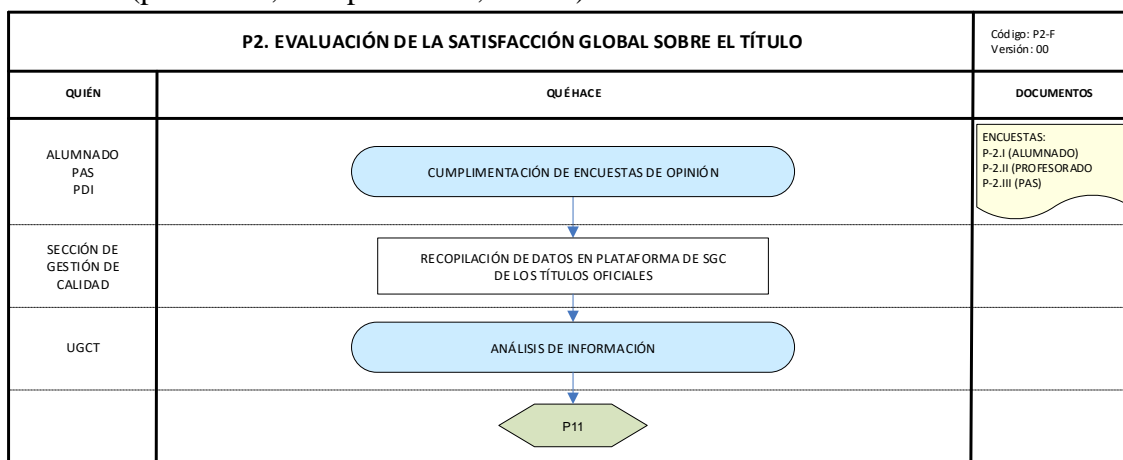 P2. EVALUACIÓN DE LA SATISFACCIÓN GLOBAL SOBRE EL TÍTULO
Código: P2-F
Versión: 00
QUIÉN
QUÉ HACE
DOCUMENTOS
ALUMNADO
PAS
PDI
CUMPLIMENTACIÓN DE ENCUESTAS DE OPINIÓN
ENCUESTAS:
P-2.I (ALUMNADO)
P-2.II (PROFESORADO
P-2.III (PAS)
SECCIÓN DE
GESTIÓN DE
CALIDAD
RECOPILACIÓN DE DATOS EN PLATAFORMA DE SGC
DE LOS TÍTULOS OFICIALES
UGCT
ANÁLISIS DE INFORMACIÓN
P11